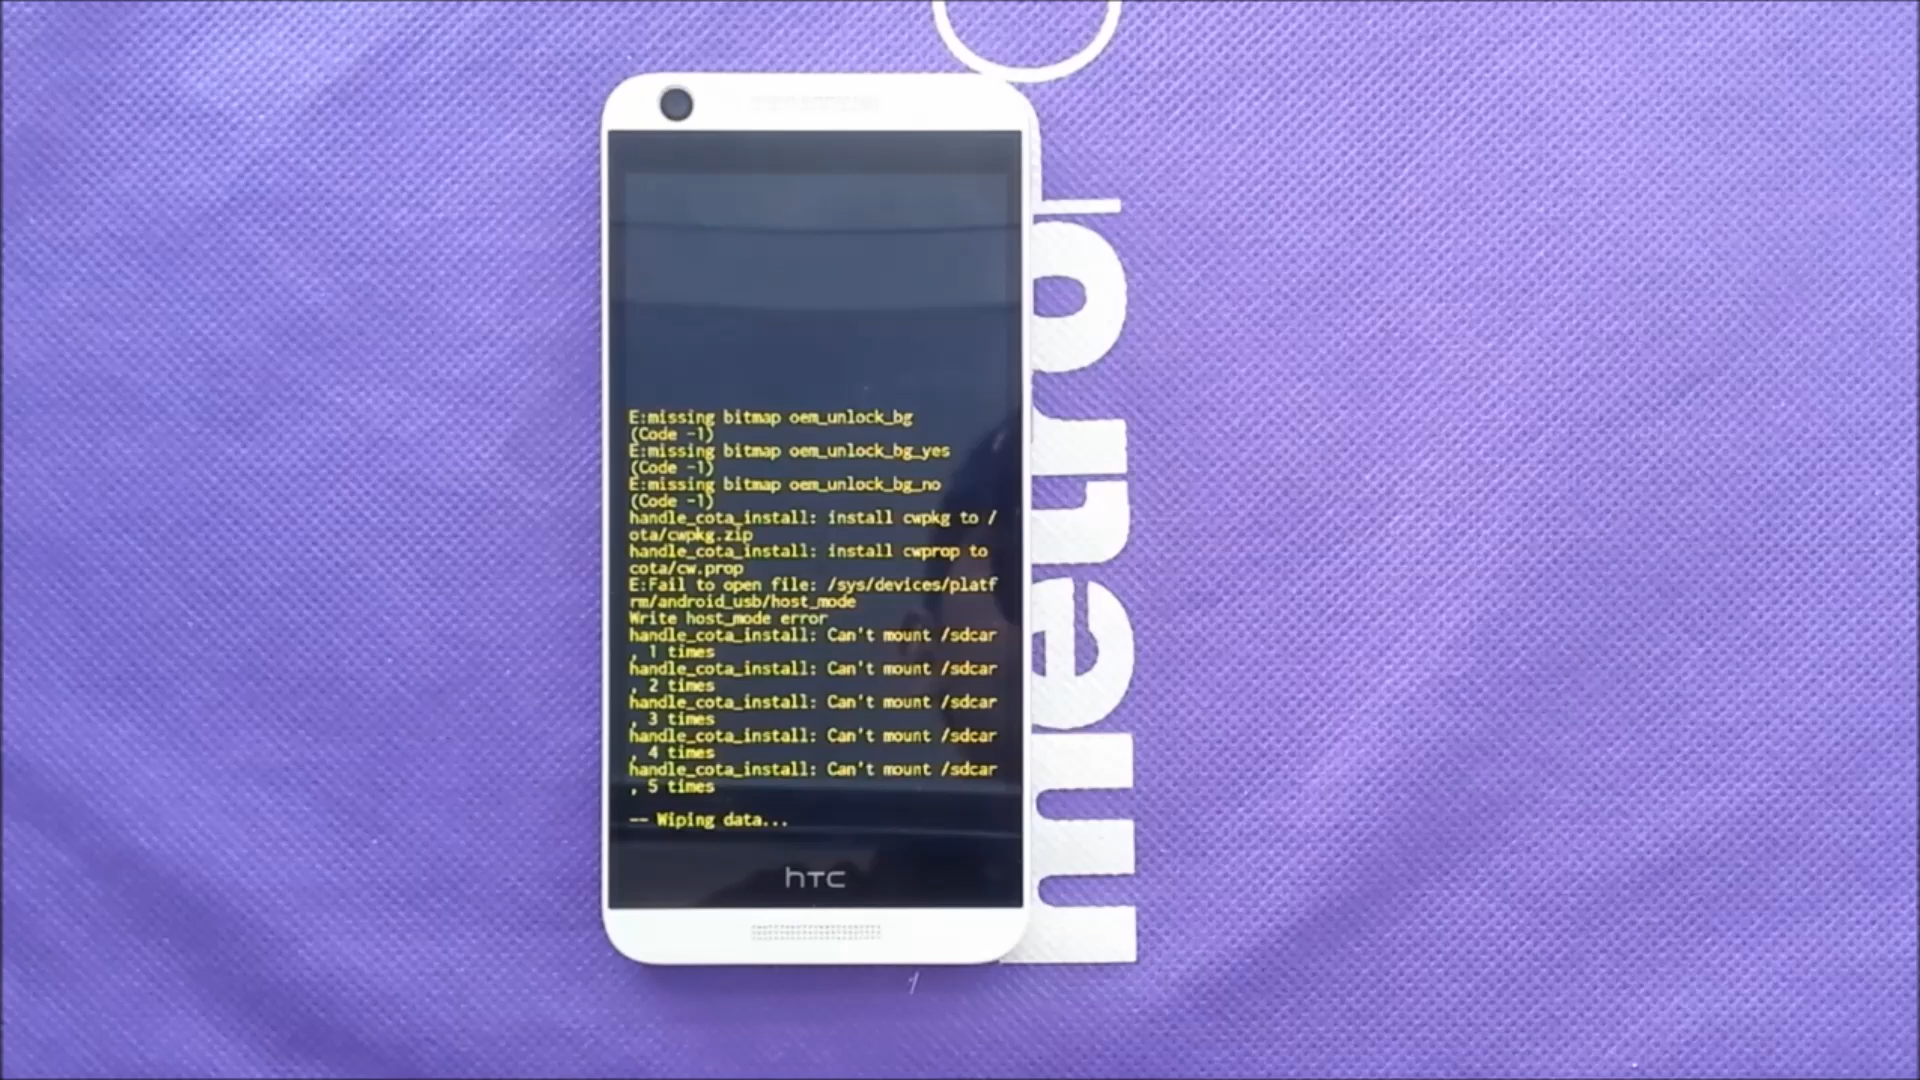 E:missing bitmap oem_unlock_bg
(Code -1)
E:missing bitmap oem_unlock_bg_yes
(Code -1)
E:missing bitmap oem_unlock_bg_no
(Code -1)
handle_cota_install: install cwpkg to /
ota/cwpkg.zip
handle_cota_install: install cwprop to
cota/cw.prop
E:Fail to open file: /sys/devices/platf
rm/android_usb/host_mode
Write host_mode error
handle_cota_install: Can't mount /sdcar
, 1 times
handle_cota_install: Can't mount /sdcar
, 2 times
handle_cota_install: Can't mount /sdcar
, 3 times
handle_cota_install: Can't mount /sdcar
, 4 times
handle_cota_install: Can't mount /sdcar
, 5 times
-- Wiping data...
hTC
metro